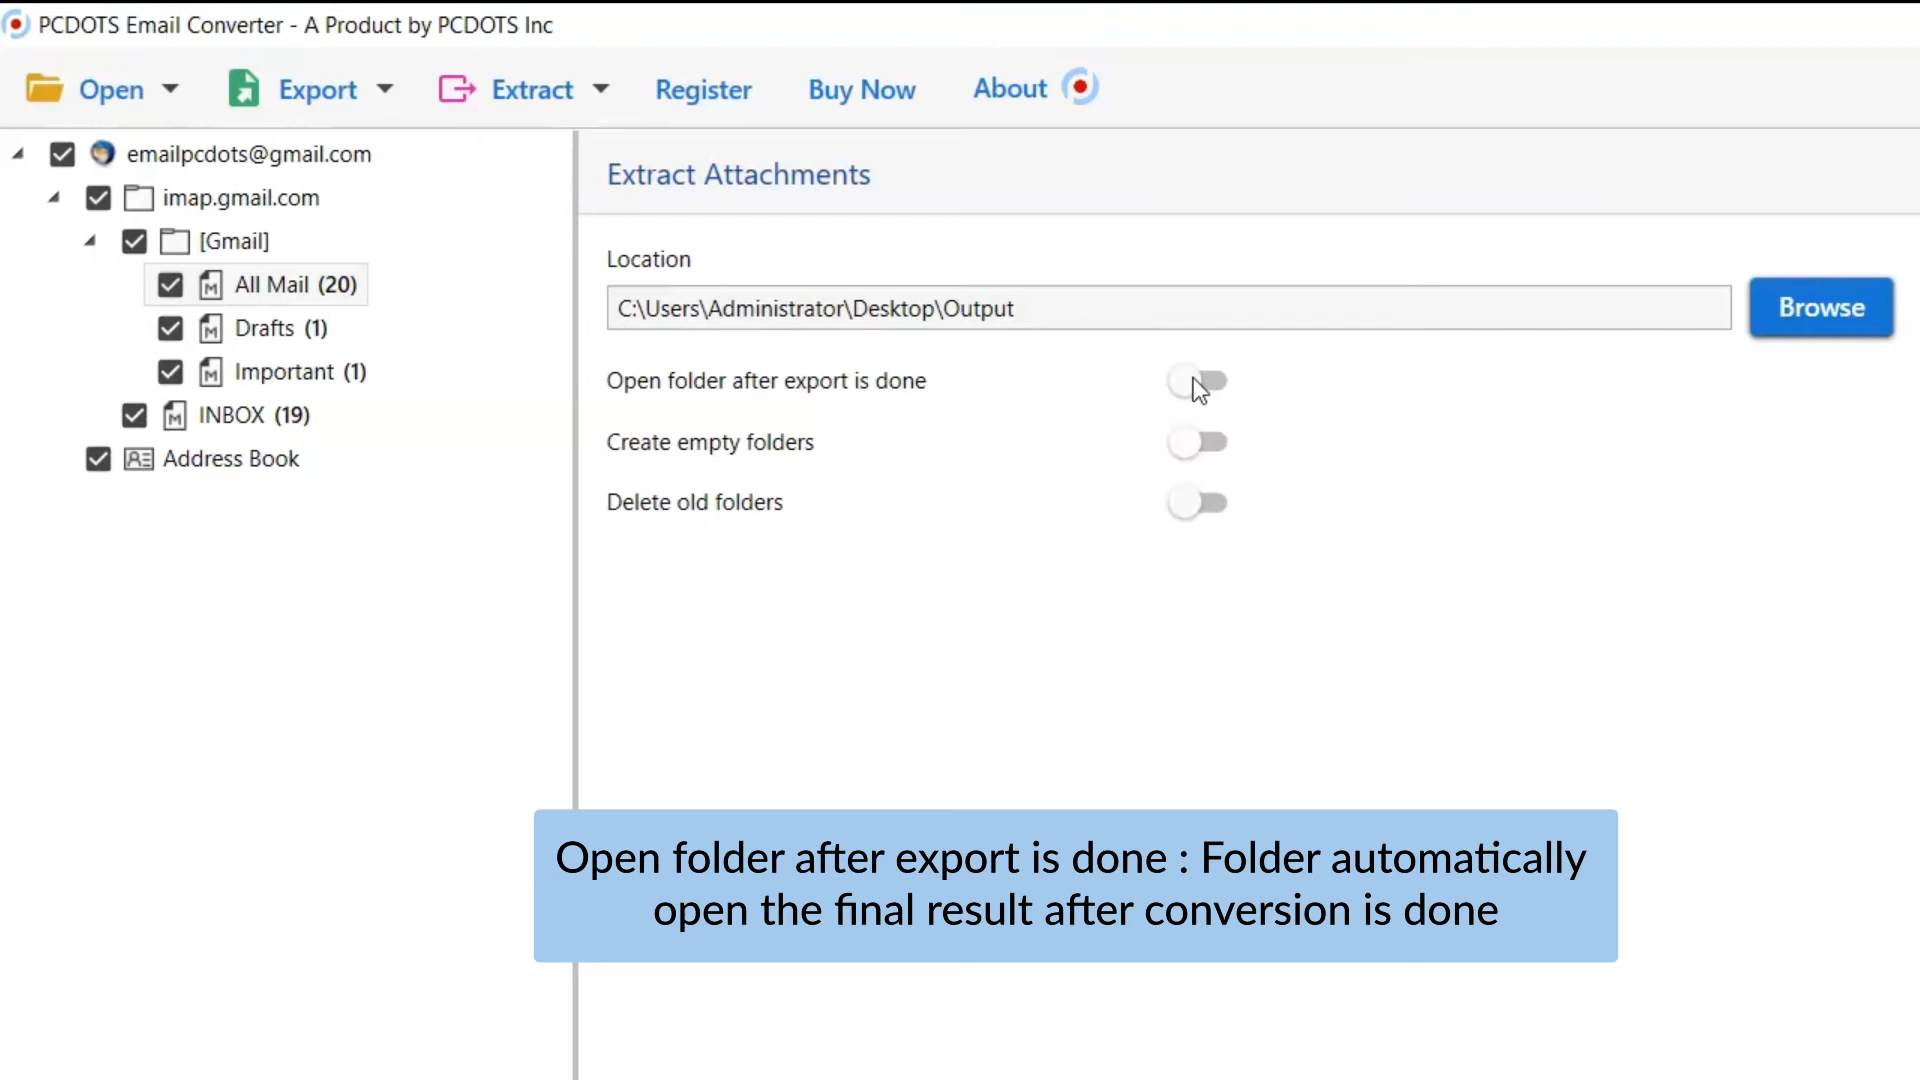 PCDOTS Email Converter - A Product by PCDOTS Inc
Open Export Extract Register Buy Now About
emailpcdots@gmail.com
imap.gmail.com
[Gmail]
All Mail (20)
Drafts (1)
Important (1)
INBOX (19)
Address Book
Extract Attachments
Location
C:\Users\Administrator\Desktop\Output
Browse
Open folder after export is done
Create empty folders
Delete old folders
Open folder after export is done : Folder automatically
open the final result after conversion is done